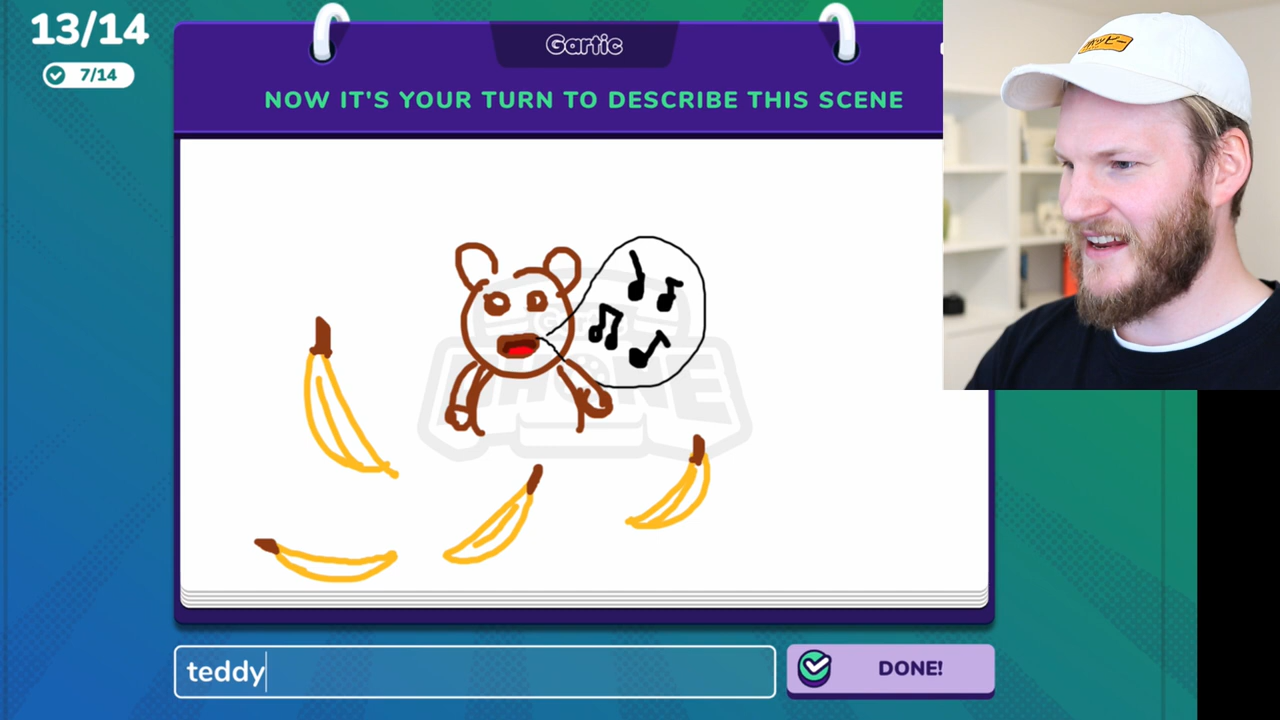 13/14
7/14
Gartic
NOW IT'S YOUR TURN TO DESCRIBE THIS SCENE
teddy
DONE!